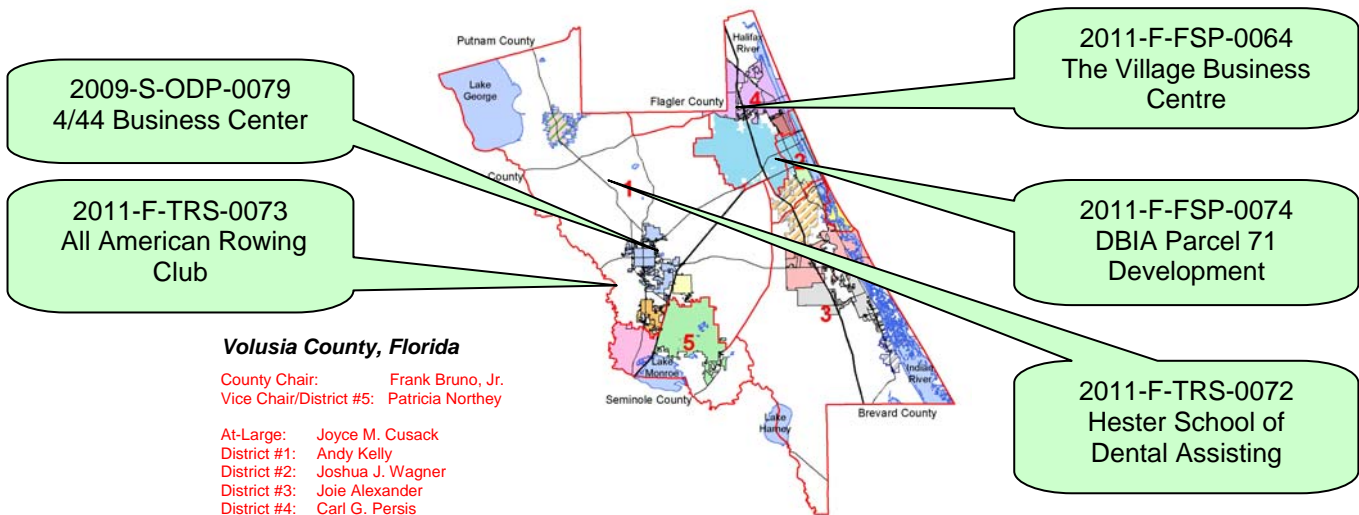 2009-S-ODP-0079
4/44 Business Center
2011-F-TRS-0073
All American Rowing
Club
2011-F-FSP-0064
The Village Business
Centre
2011-F-FSP-0074
DBIA Parcel 71
Development
2011-F-TRS-0072
Hester School of
Dental Assisting
Putnam County
Lake
George
Flagler County
Halifax
River
County
4
2
1
3
5
Lake
Monroe
Seminole County
Lake
Harney
Indian
River
Brevard County
Volusia County, Florida
County Chair: Frank Bruno, Jr.
Vice Chair/District #5: Patricia Northey
At-Large: Joyce M. Cusack
District #1: Andy Kelly
District #2: Joshua J. Wagner
District #3: Joie Alexander
District #4: Carl G. Persis